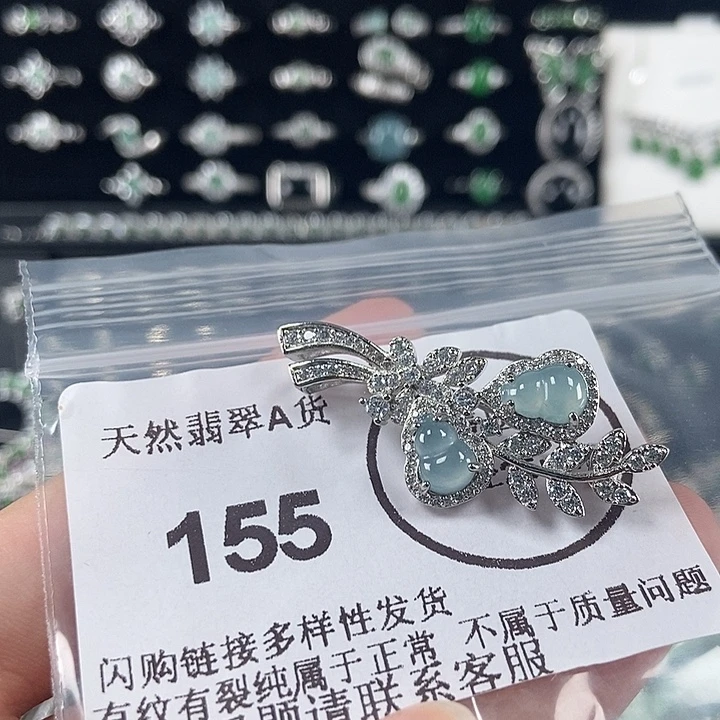 天然翡翠A货
155
闪购链接多样性发货
有纹有裂纯属于正常 不属于质量问题
题请联系客服